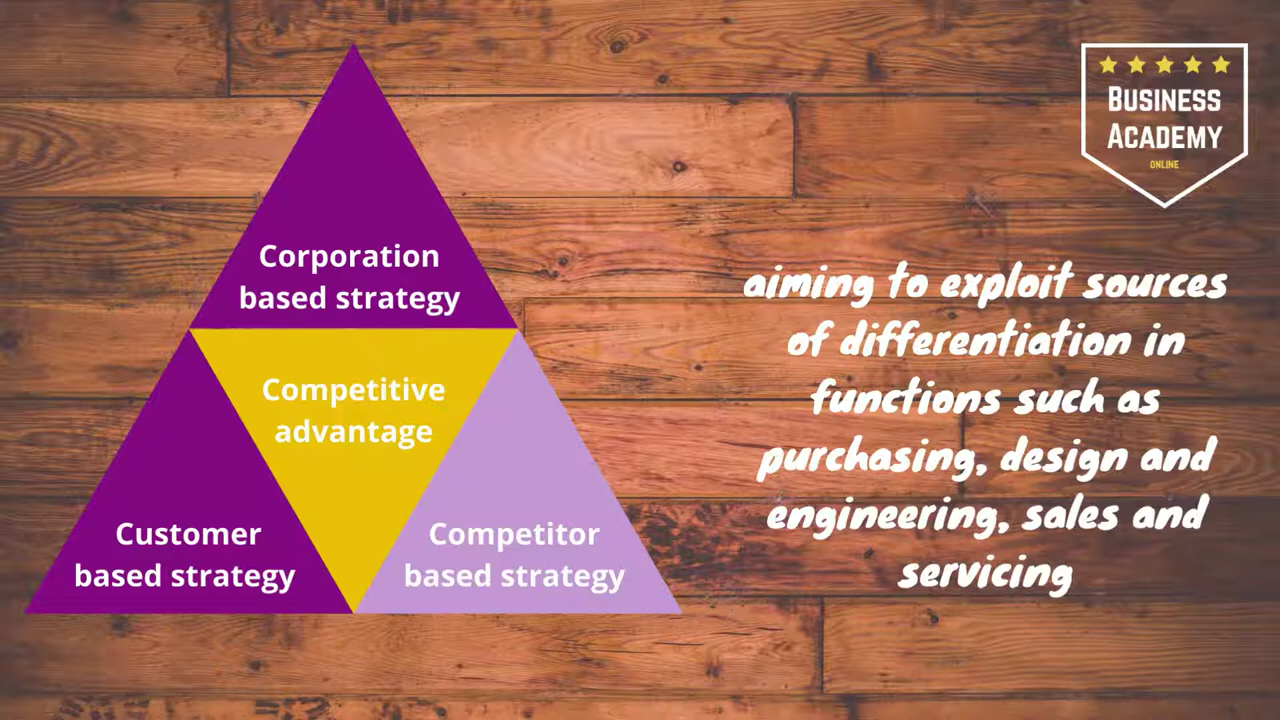 Corporation
based strategy
Competitive
advantage
Customer
based strategy
Competitor
based strategy
BUSINESS
ACADEMY
ONLINE
aiming to exploit sources
of differentiation in
functions such as
purchasing, design and
engineering, sales and
servicing